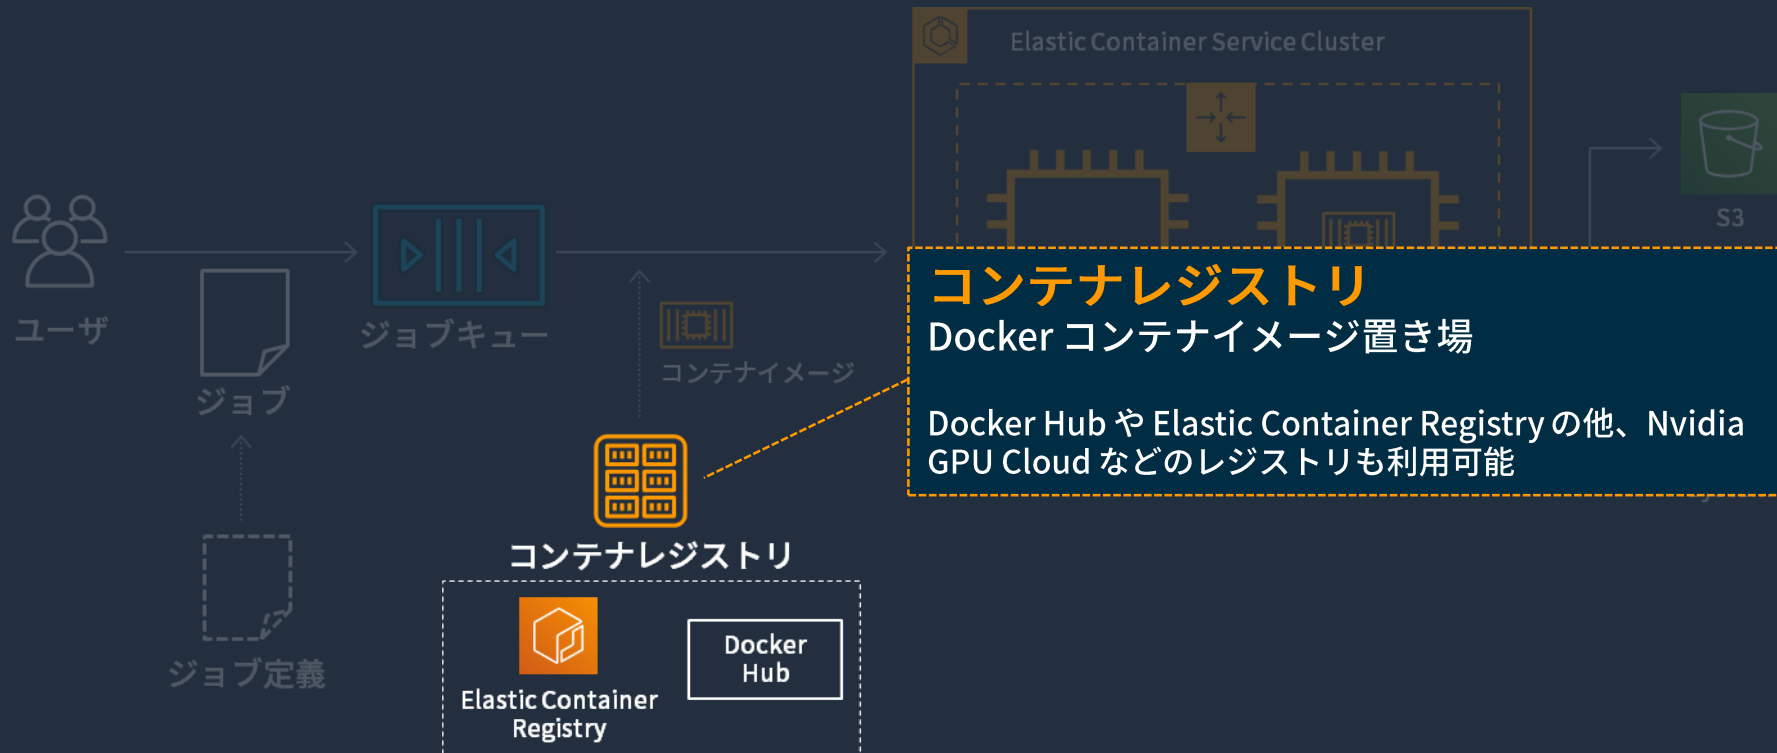 Elastic Container Service Cluster
S3
ユーザ
ジョブ
ジョブキュー
コンテナイメージ
コンテナレジストリ
Docker コンテナイメージ置き場
Docker Hub や Elastic Container Registry の他、Nvidia
GPU Cloud などのレジストリも利用可能
コンテナレジストリ
ジョブ定義
Elastic Container
Registry
Docker
Hub